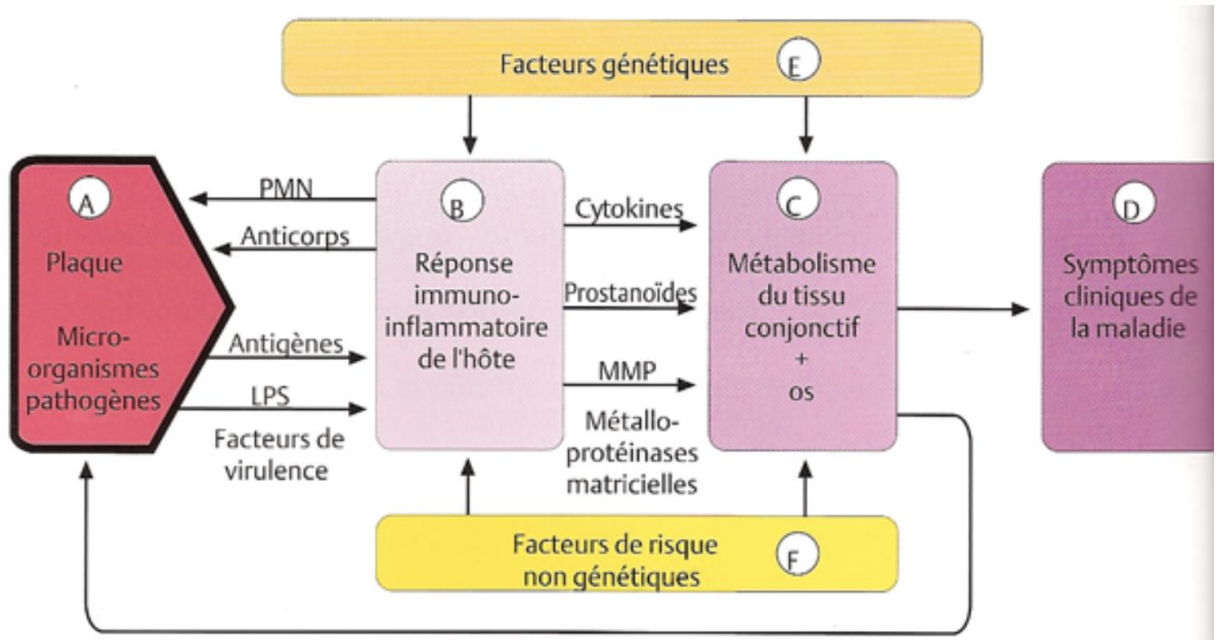 Facteurs génétiques
E
A
Plaque
Micro-
organismes
pathogènes
PMN
Anticorps
Antigènes
LPS
Facteurs de
virulence
B
Réponse
immuno-
inflammatoire
de l'hôte
Cytokines
Prostanoïdes
MMP
Métallo-
protéinases
matricielles
C
Métabolisme
du tissu
conjonctif
+
os
D
Symptômes
cliniques de
la maladie
Facteurs de risque
non génétiques
F